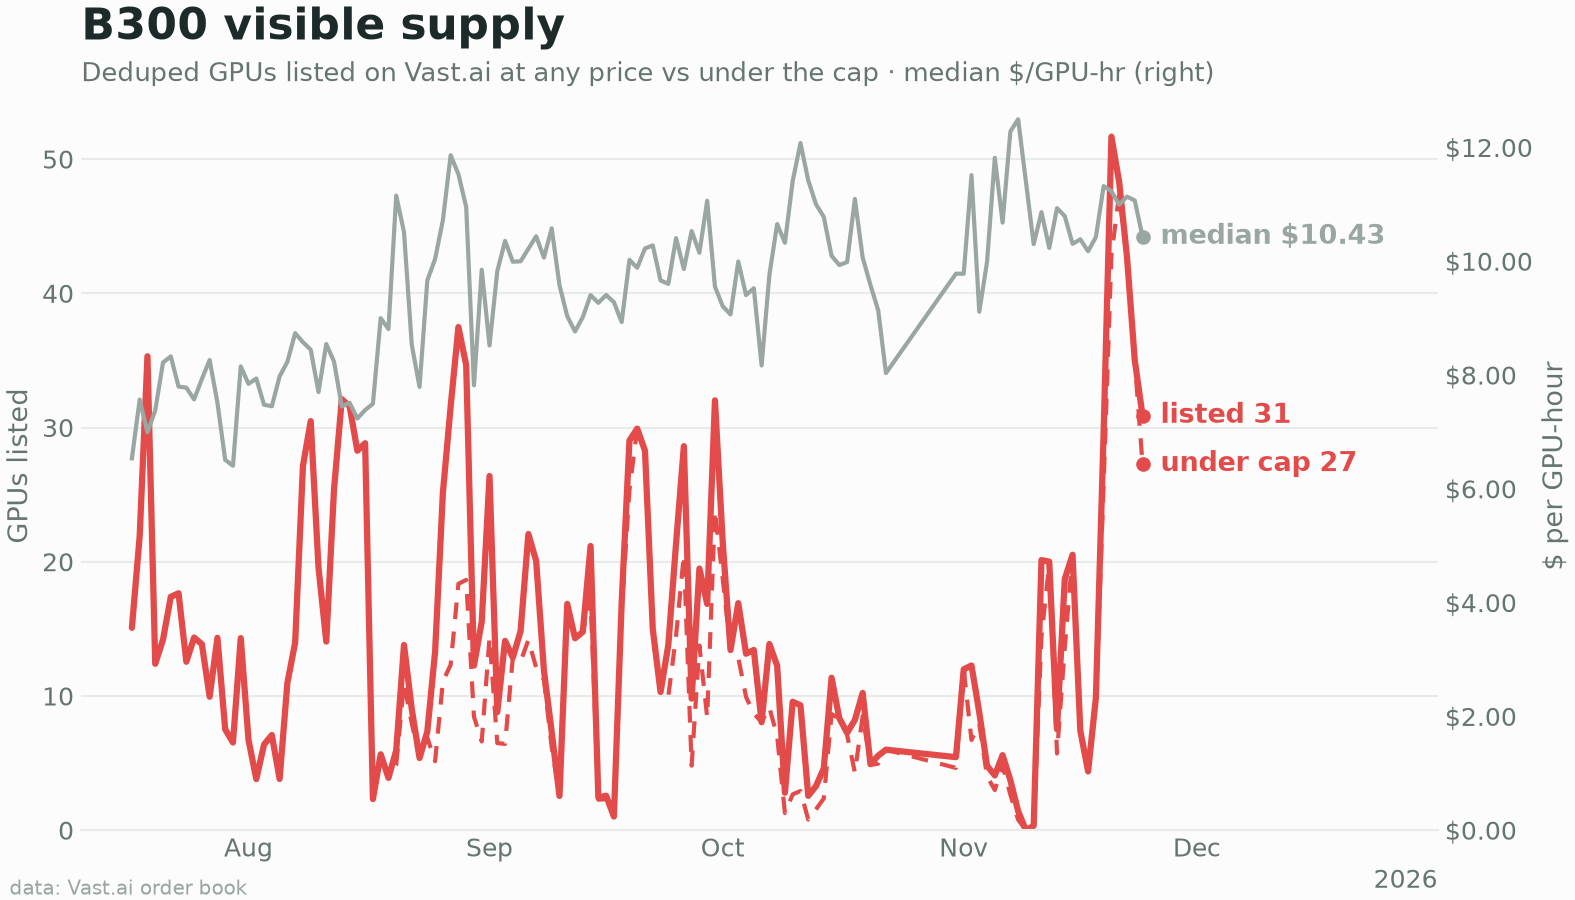 B300 visible supply
Deduped GPUs listed on Vast.ai at any price vs under the cap · median $/GPU-hr (right)
GPUs listed
50
40
30
20
10
0
$12.00
$10.00
$8.00
$6.00
$4.00
$2.00
$0.00
$ per GPU-hour
median $10.43
listed 31
under cap 27
Aug
Sep
Oct
Nov
Dec
2026
data: Vast.ai order book